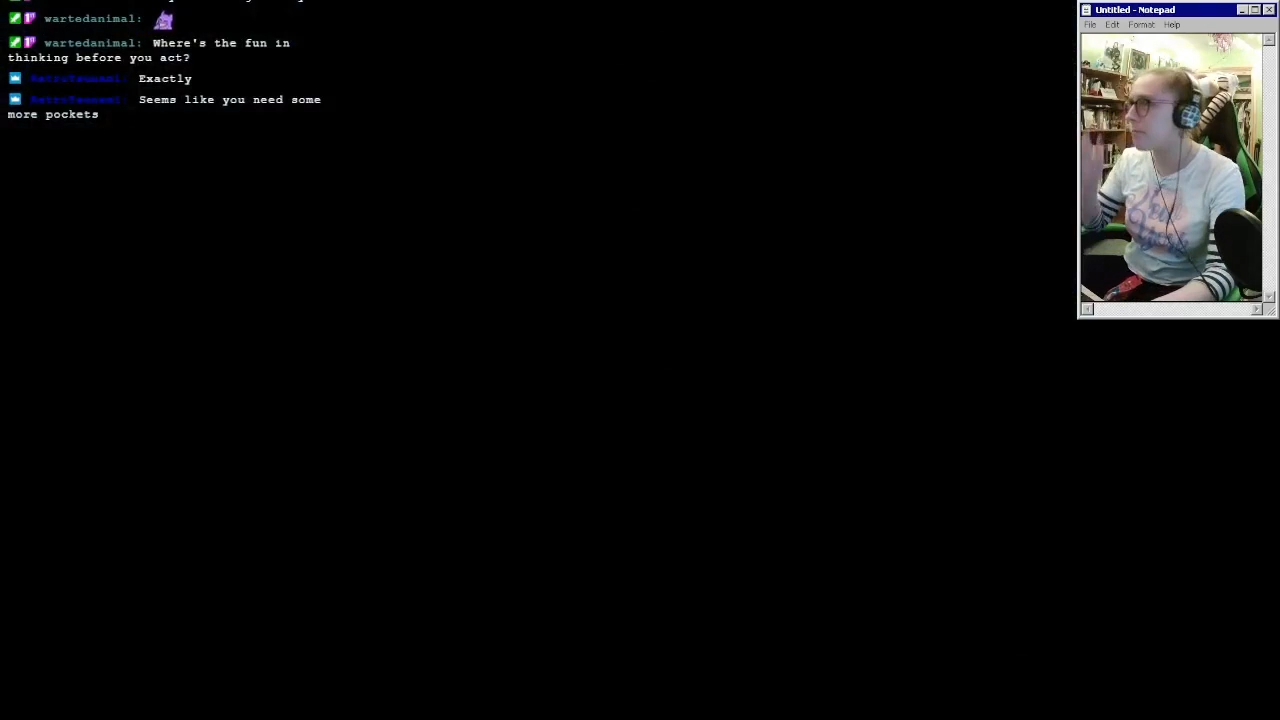 wartedanimal:
wartedanimal: Where's the fun in
thinking before you act?
Exactly
Seems like you need some
more pockets
Untitled - Notepad
File Edit Format Help